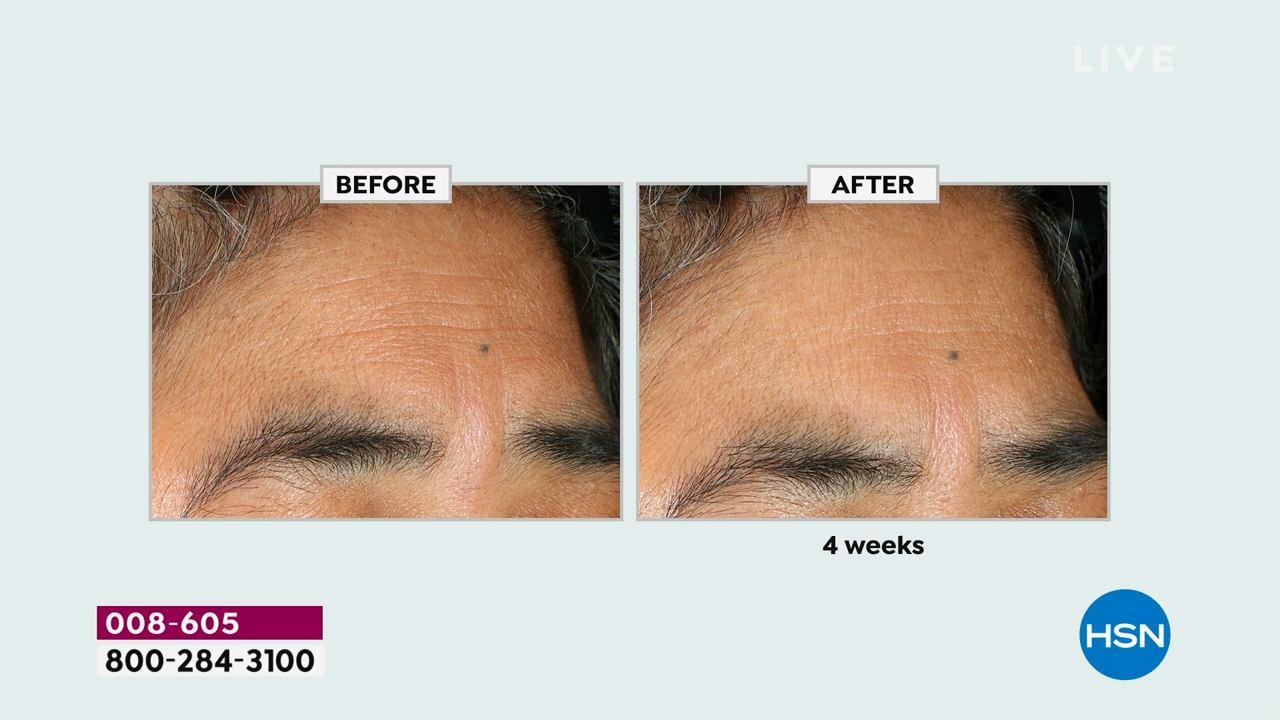 LIVE
BEFORE
AFTER
4 weeks
008-605
800-284-3100
HSN